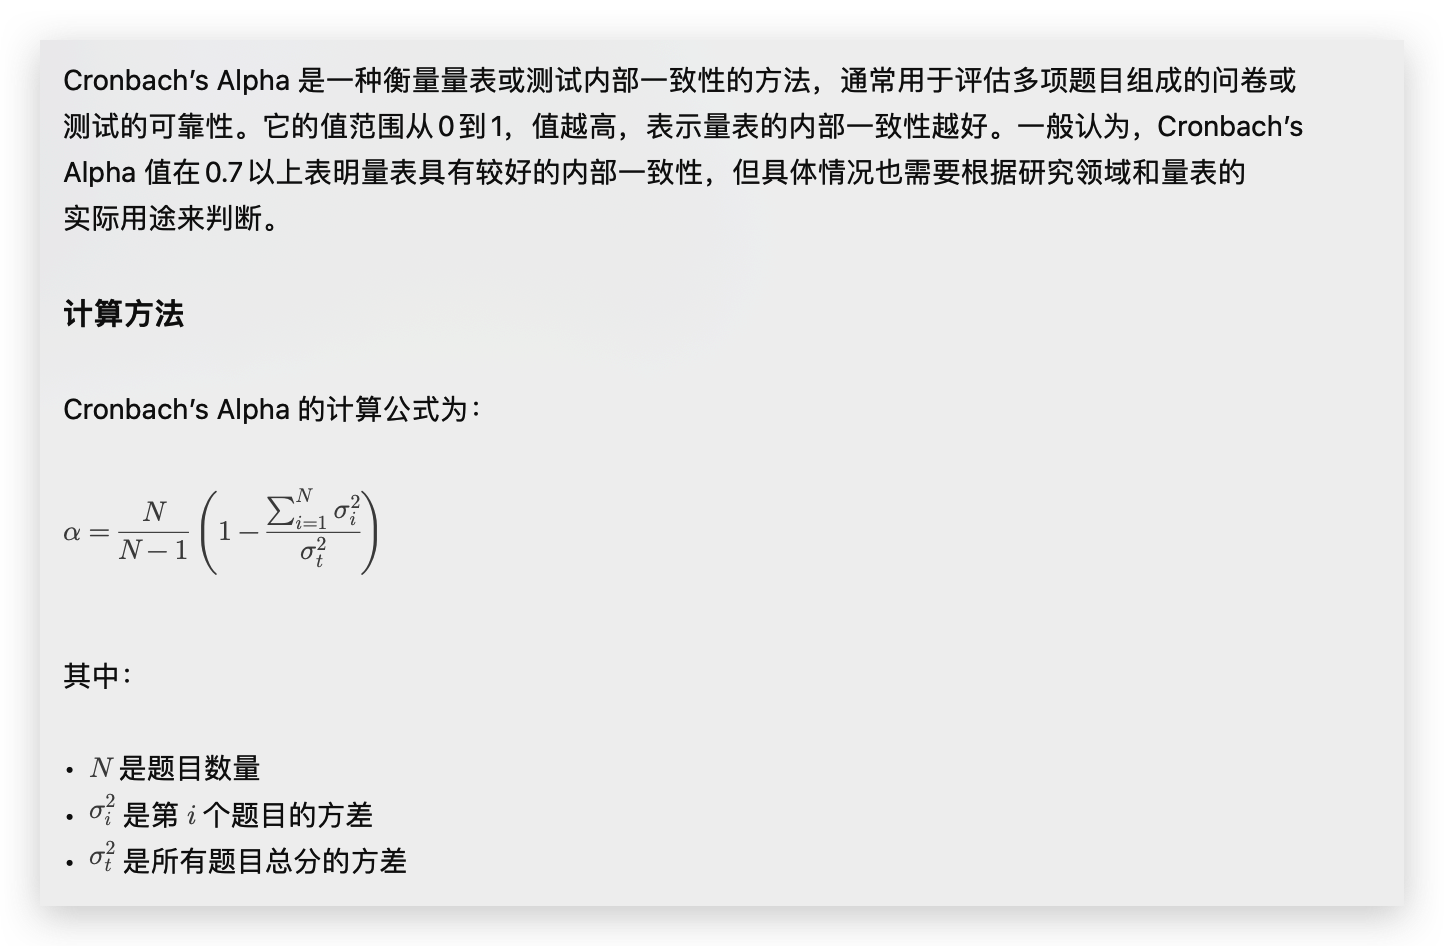 Cronbach's Alpha 是一种衡量量表或测试内部一致性的方法，通常用于评估多项题目组成的问卷或
测试的可靠性。它的值范围从0到1，值越高，表示量表的内部一致性越好。一般认为，Cronbach's
Alpha 值在0.7以上表明量表具有较好的内部一致性，但具体情况也需要根据研究领域和量表的
实际用途来判断。
计算方法
Cronbach's Alpha 的计算公式为：
$\alpha = \frac{N}{N-1} \left( 1 - \frac{\sum_{i=1}^{N} \sigma_i^2}{\sigma_t^2} \right)$
其中：
• $N$ 是题目数量
• $\sigma_i^2$ 是第 $i$ 个题目的方差
• $\sigma_t^2$ 是所有题目总分的方差